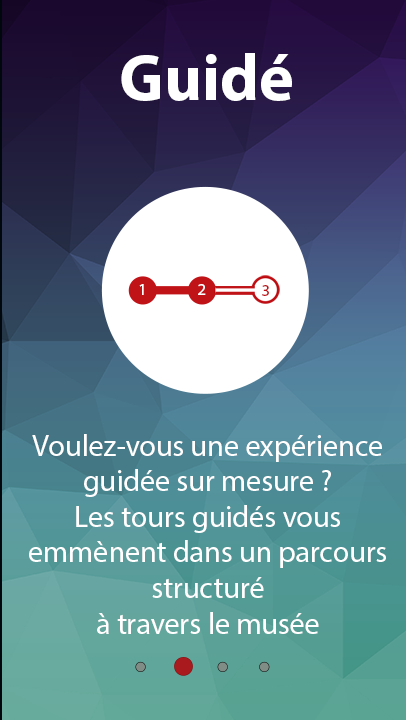 Guidé
1 2 3
Voulez-vous une expérience
guidée sur mesure ?
Les tours guidés vous
emmènent dans un parcours
structuré
à travers le musée